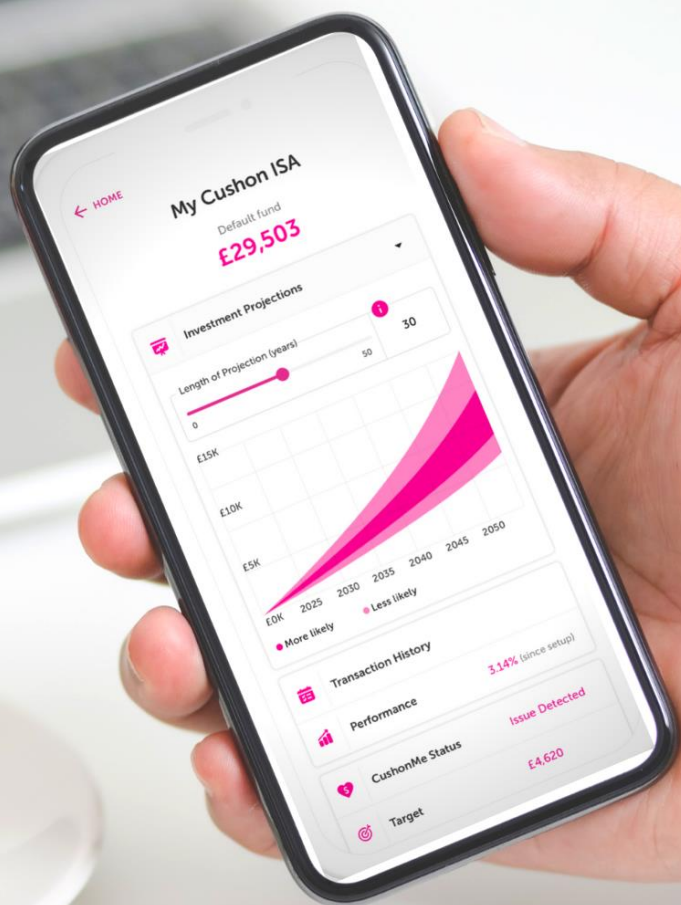 ← HOME
My Cushon ISA
Default fund
£29,503
Investment Projections
Length of Projection (years)
i
30
0
50
£15K
£10K
£5K
£0K 2025 2030 2035 2040 2045 2050
More likely Less likely
Transaction History
Performance 3.14% (since setup)
CushonMe Status Issue Detected
Target £4,620